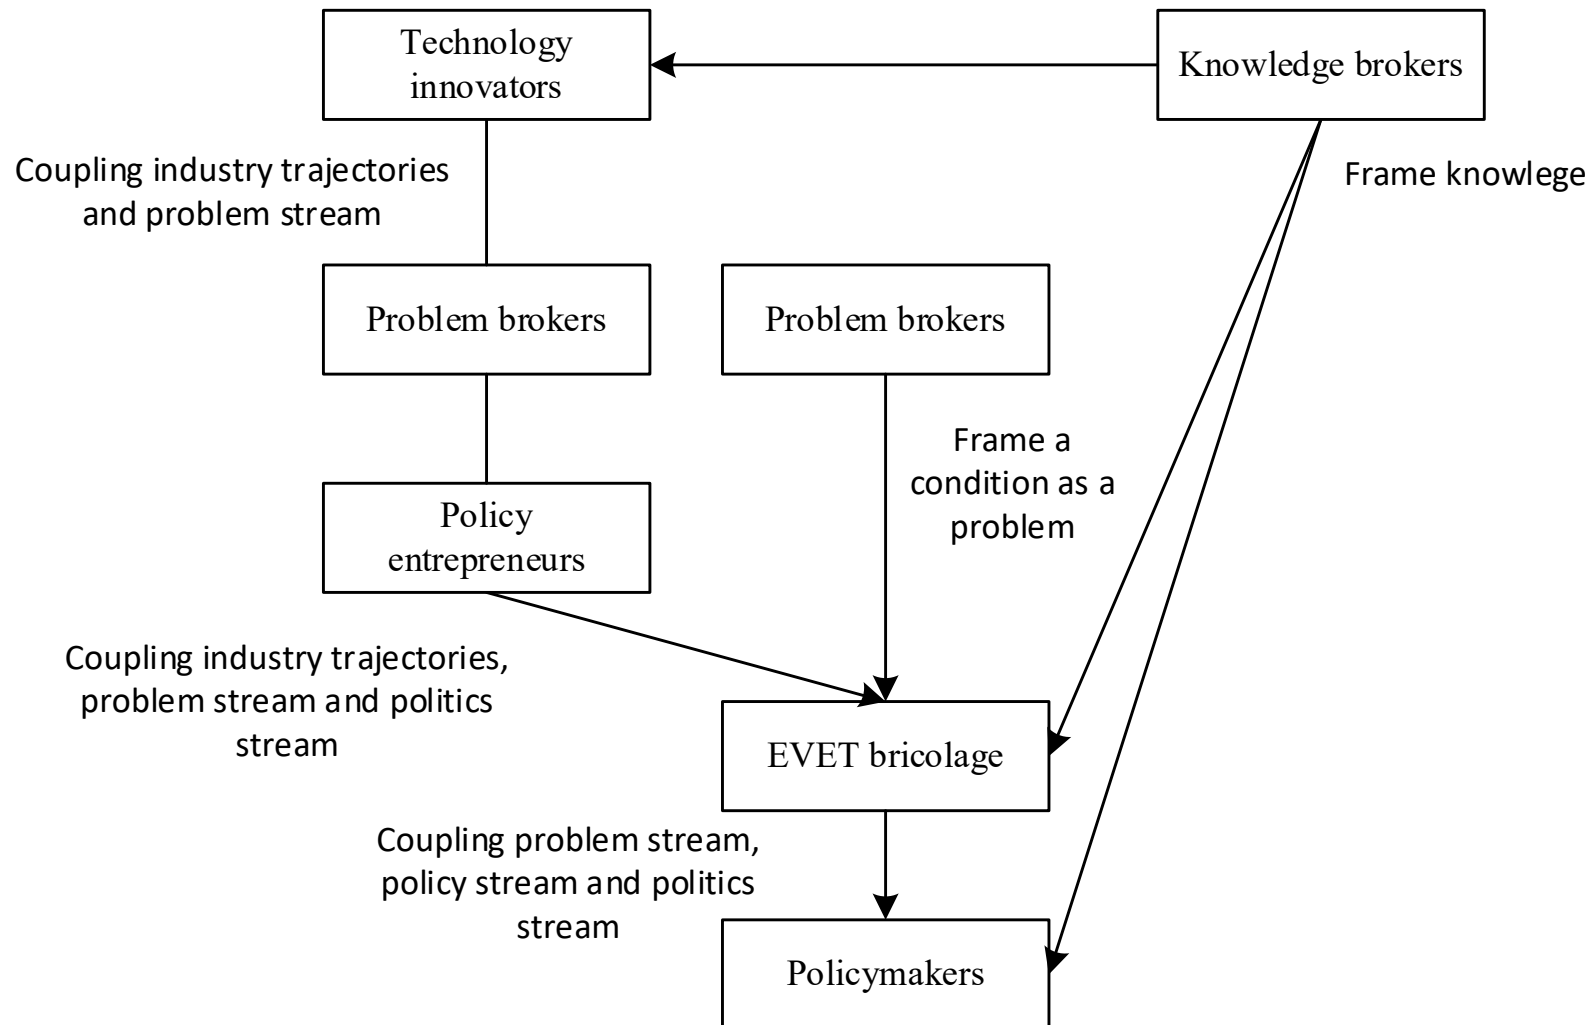 Technology
innovators
Knowledge brokers
Coupling industry trajectories
and problem stream
Frame knowlege
Problem brokers
Problem brokers
Frame a
condition as a
problem
Policy
entrepreneurs
Coupling industry trajectories,
problem stream and politics
stream
EVET bricolage
Coupling problem stream,
policy stream and politics
stream
Policymakers